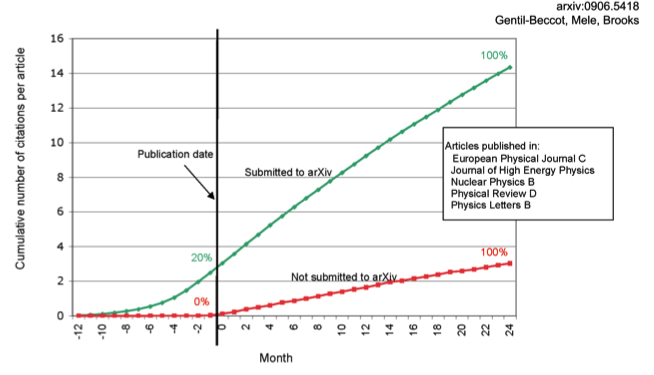 arxiv:0906.5418
Gentil-Beccot, Mele, Brooks
Cumulative number of citations per article
16
14
12
10
8
6
4
2
0
100%
Publication date
Submitted to arXiv
20%
0%
Not submitted to arXiv
100%
Articles published in:
European Physical Journal C
Journal of High Energy Physics
Nuclear Physics B
Physical Review D
Physics Letters B
-12 -10 -8 -6 -4 -2 0 2 4 6 8 10 12 14 16 18 20 22 24
Month